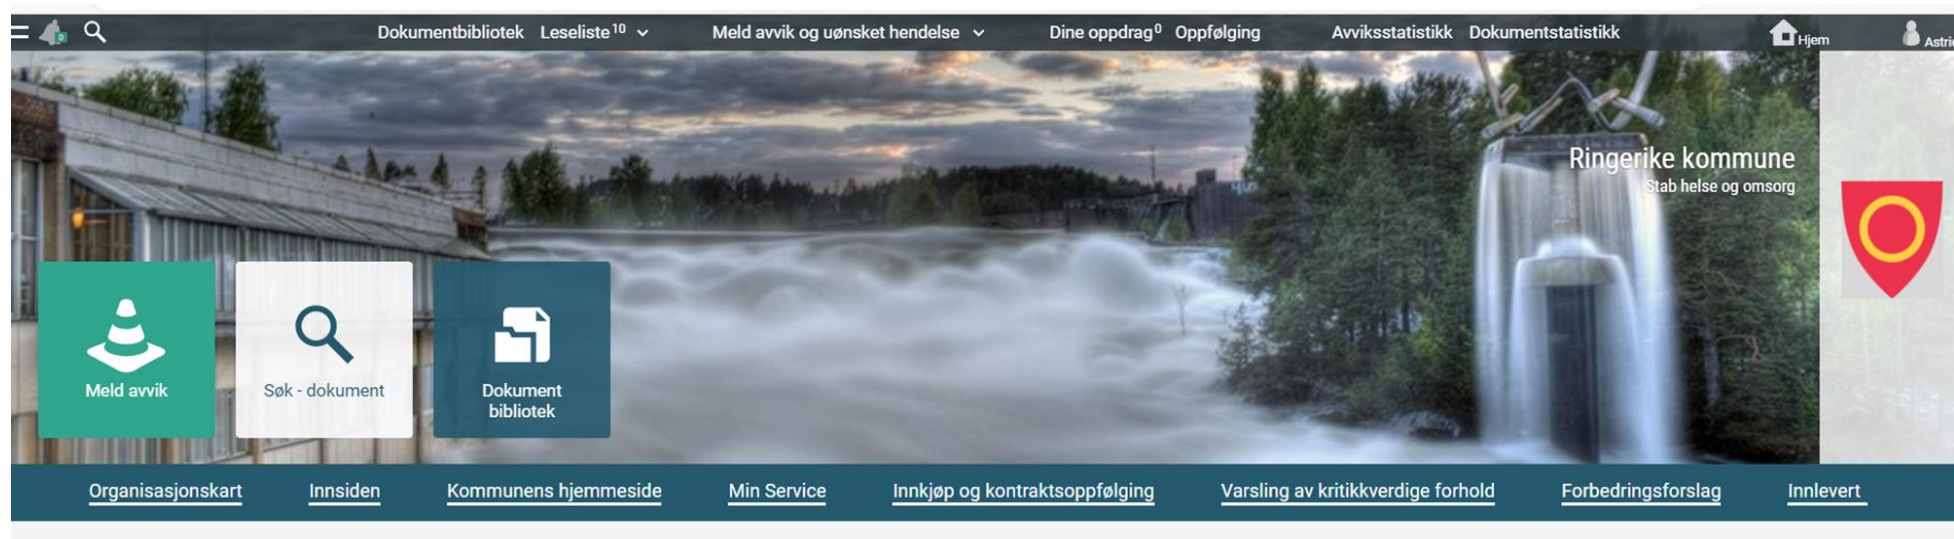 Dokumentbibliotek Leseliste 10 Meld avvik og uønsket hendelse Dine oppdrag 0 Oppfølging Avviksstatistikk Dokumentstatistikk Hjem
Ringerike kommune
Stab helse og omsorg
Meld avvik
Søk - dokument
Dokument
bibliotek
Organisasjonskart Innsiden Kommunens hjemmeside Min Service Innkjøp og kontraktsoppfølging Varsling av kritikkverdige forhold Forbedringsforslag Innlevert